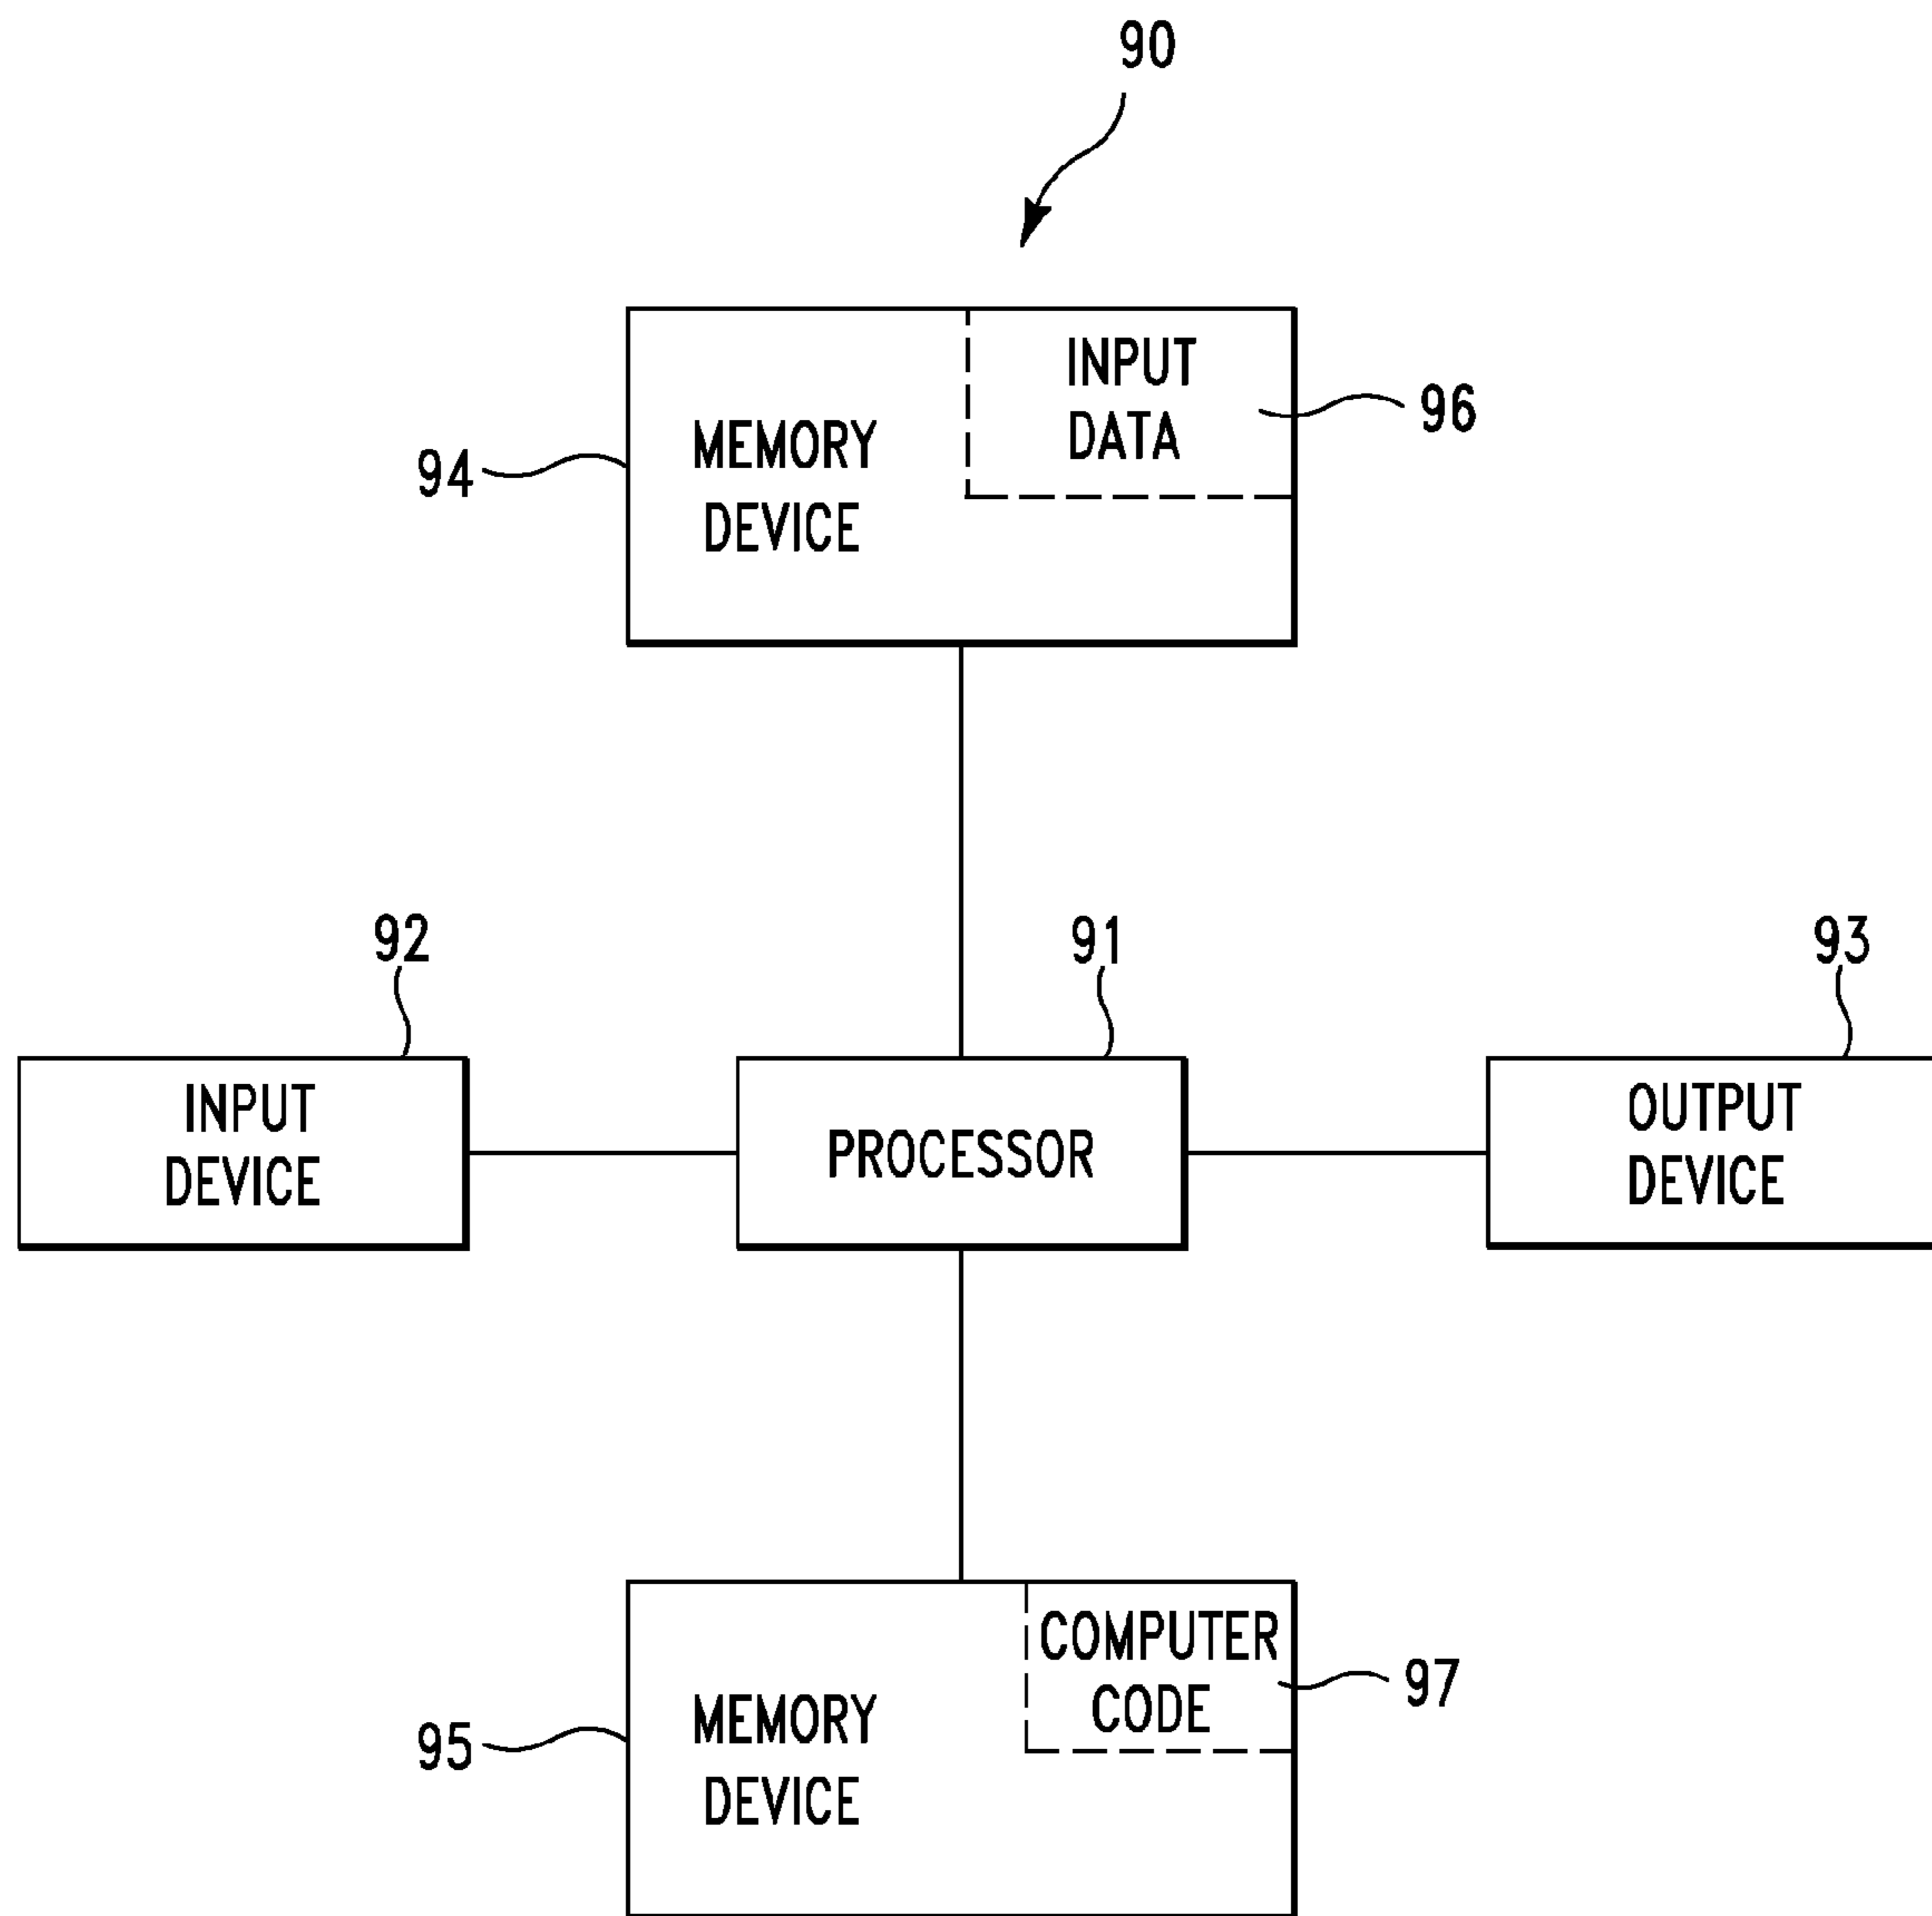 90
INPUT
DATA
96
MEMORY
DEVICE
94
92
91
93
INPUT
DEVICE
PROCESSOR
OUTPUT
DEVICE
COMPUTER
CODE
97
MEMORY
DEVICE
95